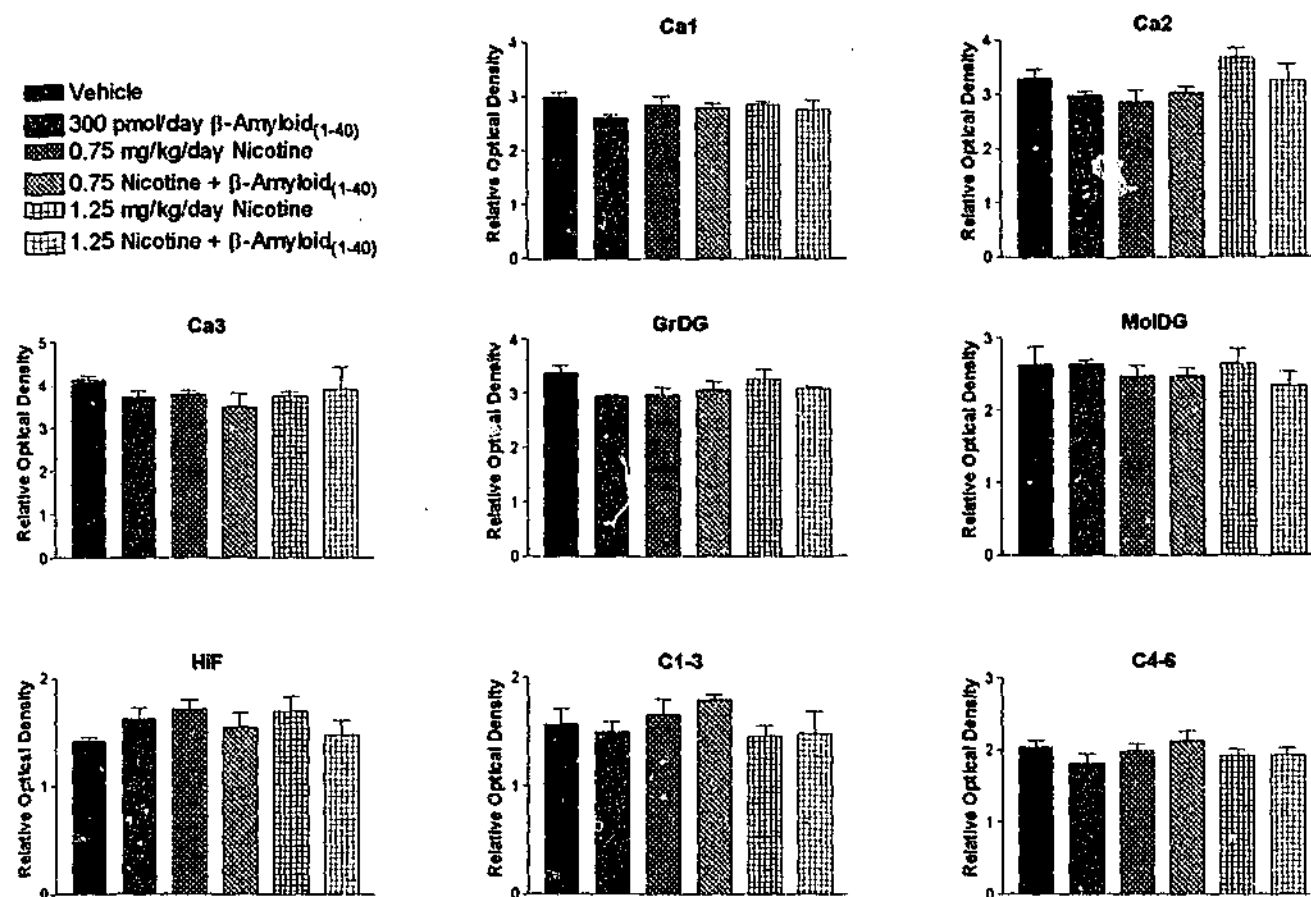 Ca1
Relative Optical Density
4
3
2
1
0
Ca2
Relative Optical Density
4
3
2
1
0
Vehicle
300 pmol/day β-Amyloid(1-40)
0.75 mg/kg/day Nicotine
0.75 Nicotine + β-Amyloid(1-40)
1.25 mg/kg/day Nicotine
1.25 Nicotine + β-Amyloid(1-40)
Ca3
Relative Optical Density
5
4
3
2
1
0
GrDG
Relative Optical Density
4
3
2
1
0
MolDG
Relative Optical Density
3
2
1
0
HiF
Relative Optical Density
2
1
0
C1-3
Relative Optical Density
2
1
0
C4-6
Relative Optical Density
3
2
1
0